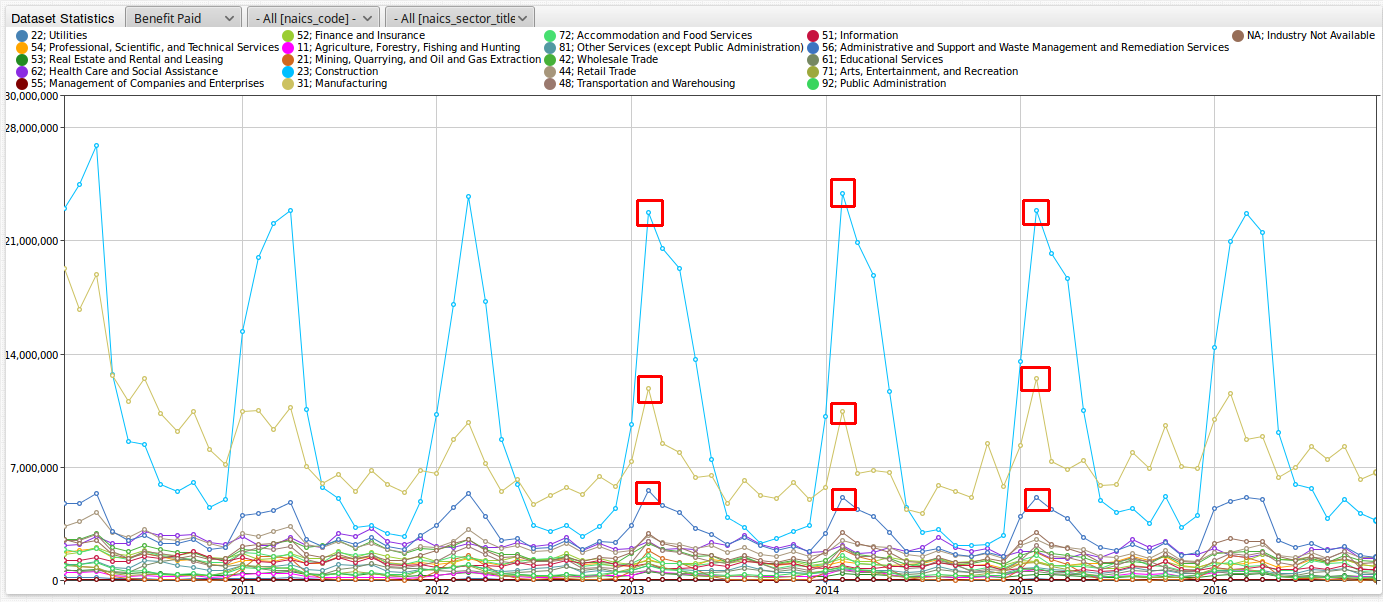 Dataset Statistics Benefit Paid - All [naics_code] - - All [naics_sector_title
22; Utilities 52; Finance and Insurance 72; Accommodation and Food Services 51; Information NA; Industry Not Available
54; Professional, Scientific, and Technical Services 11; Agriculture, Forestry, Fishing and Hunting 81; Other Services (except Public Administration) 56; Administrative and Support and Waste Management and Remediation Services
53; Real Estate and Rental and Leasing 21; Mining, Quarrying, and Oil and Gas Extraction 42; Wholesale Trade 61; Educational Services
62; Health Care and Social Assistance 23; Construction 44; Retail Trade 71; Arts, Entertainment, and Recreation
55; Management of Companies and Enterprises 31; Manufacturing 48; Transportation and Warehousing 92; Public Administration
30,000,000
28,000,000
21,000,000
14,000,000
7,000,000
0
2011 2012 2013 2014 2015 2016